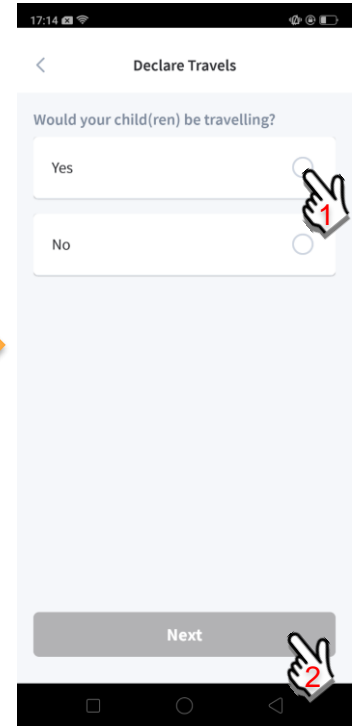 17:14
Declare Travels
Would your child(ren) be travelling?
Yes
1
No
Next
2